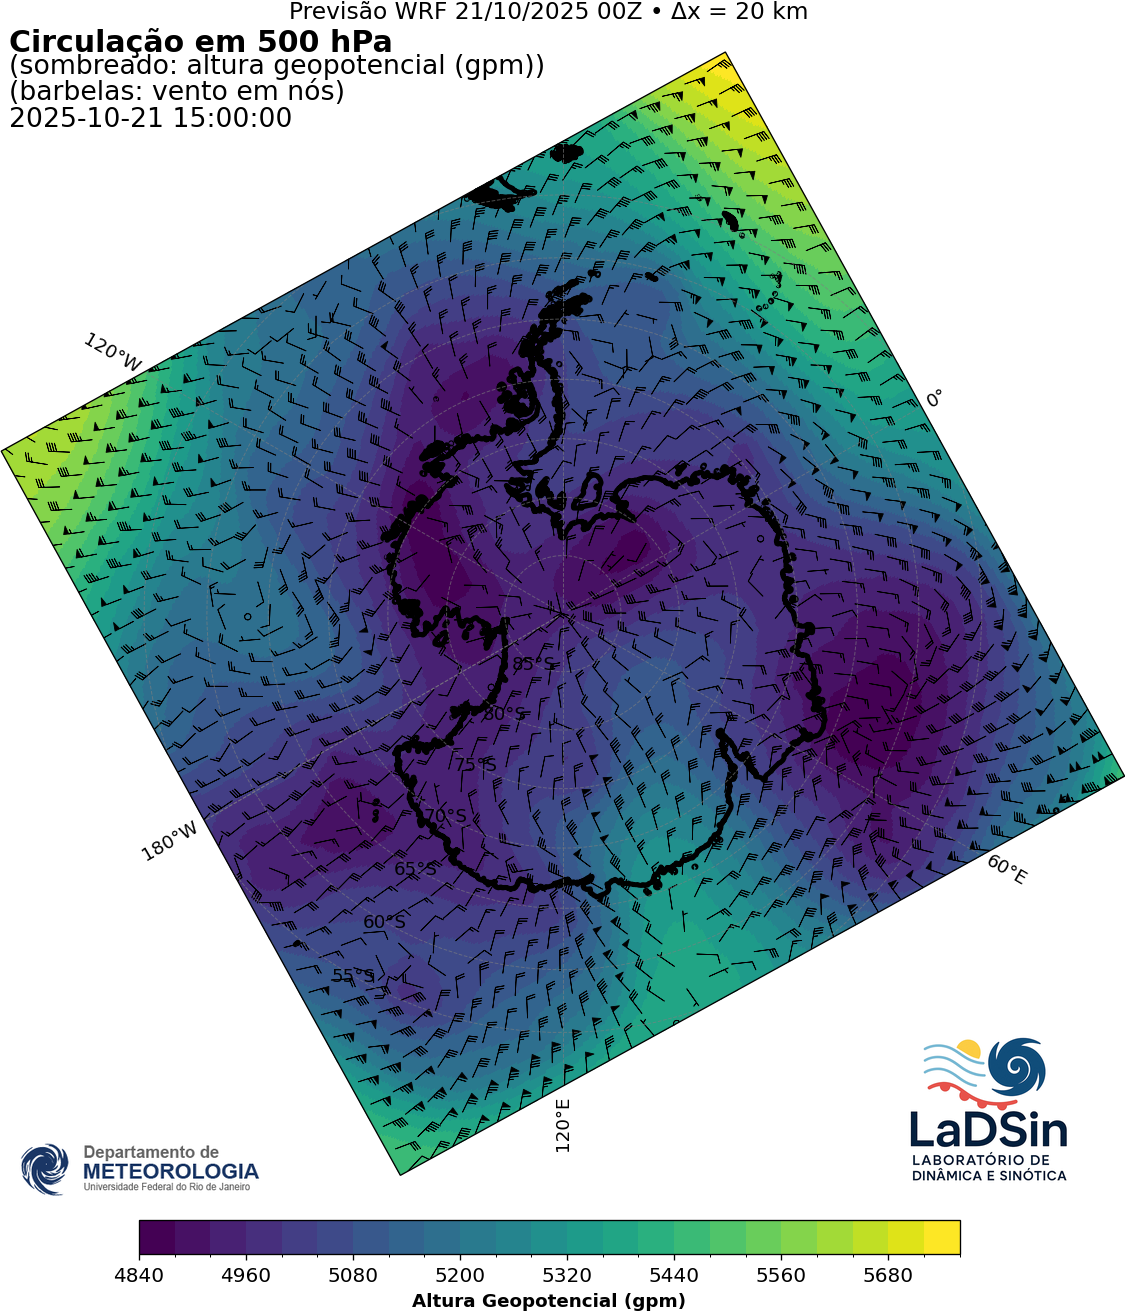 Previsão WRF 21/10/2025 00Z • Δx = 20 km
Circulação em 500 hPa
(sombreado: altura geopotencial (gpm))
(barbelas: vento em nós)
2025-10-21 15:00:00
120°W
0°
85°S
80°S
75°S
70°S
180°W
65°S
60°E
60°S
55°S
120°E
LaDSin
LABORATÓRIO DE
DINÂMICA E SINÓTICA
Departamento de
METEOROLOGIA
Universidade Federal do Rio de Janeiro
4840 4960 5080 5200 5320 5440 5560 5680
Altura Geopotencial (gpm)